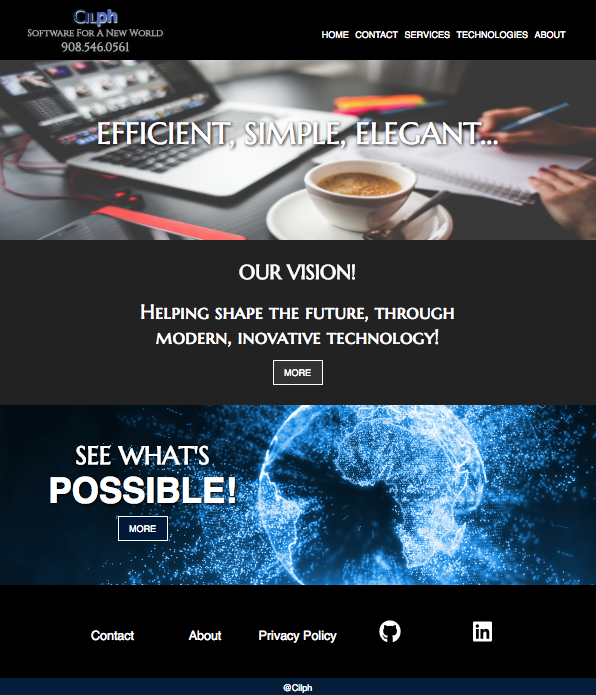 Cilph
Software For A New World
908.546.0561
HOME CONTACT SERVICES TECHNOLOGIES ABOUT
EFFICIENT, SIMPLE, ELEGANT...
OUR VISION!
Helping shape the future, through
modern, inovative technology!
MORE
SEE WHAT'S
POSSIBLE!
MORE
Contact About Privacy Policy
@Cilph